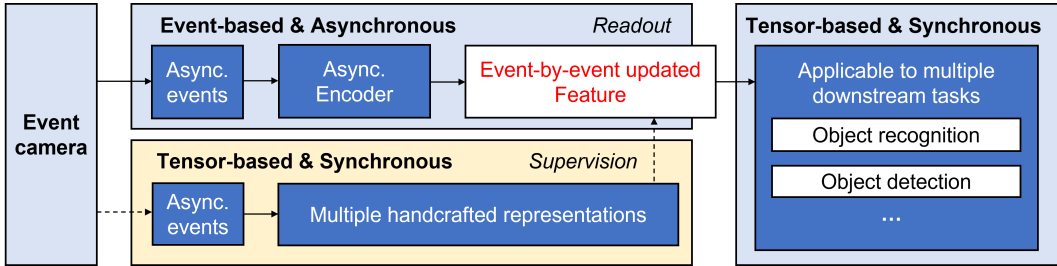 Event
camera
Event-based & Asynchronous
Readout
Async.
events
Async.
Encoder
Event-by-event updated
Feature
Tensor-based & Synchronous
Supervision
Async.
events
Multiple handcrafted representations
Tensor-based & Synchronous
Applicable to multiple
downstream tasks
Object recognition
Object detection
...